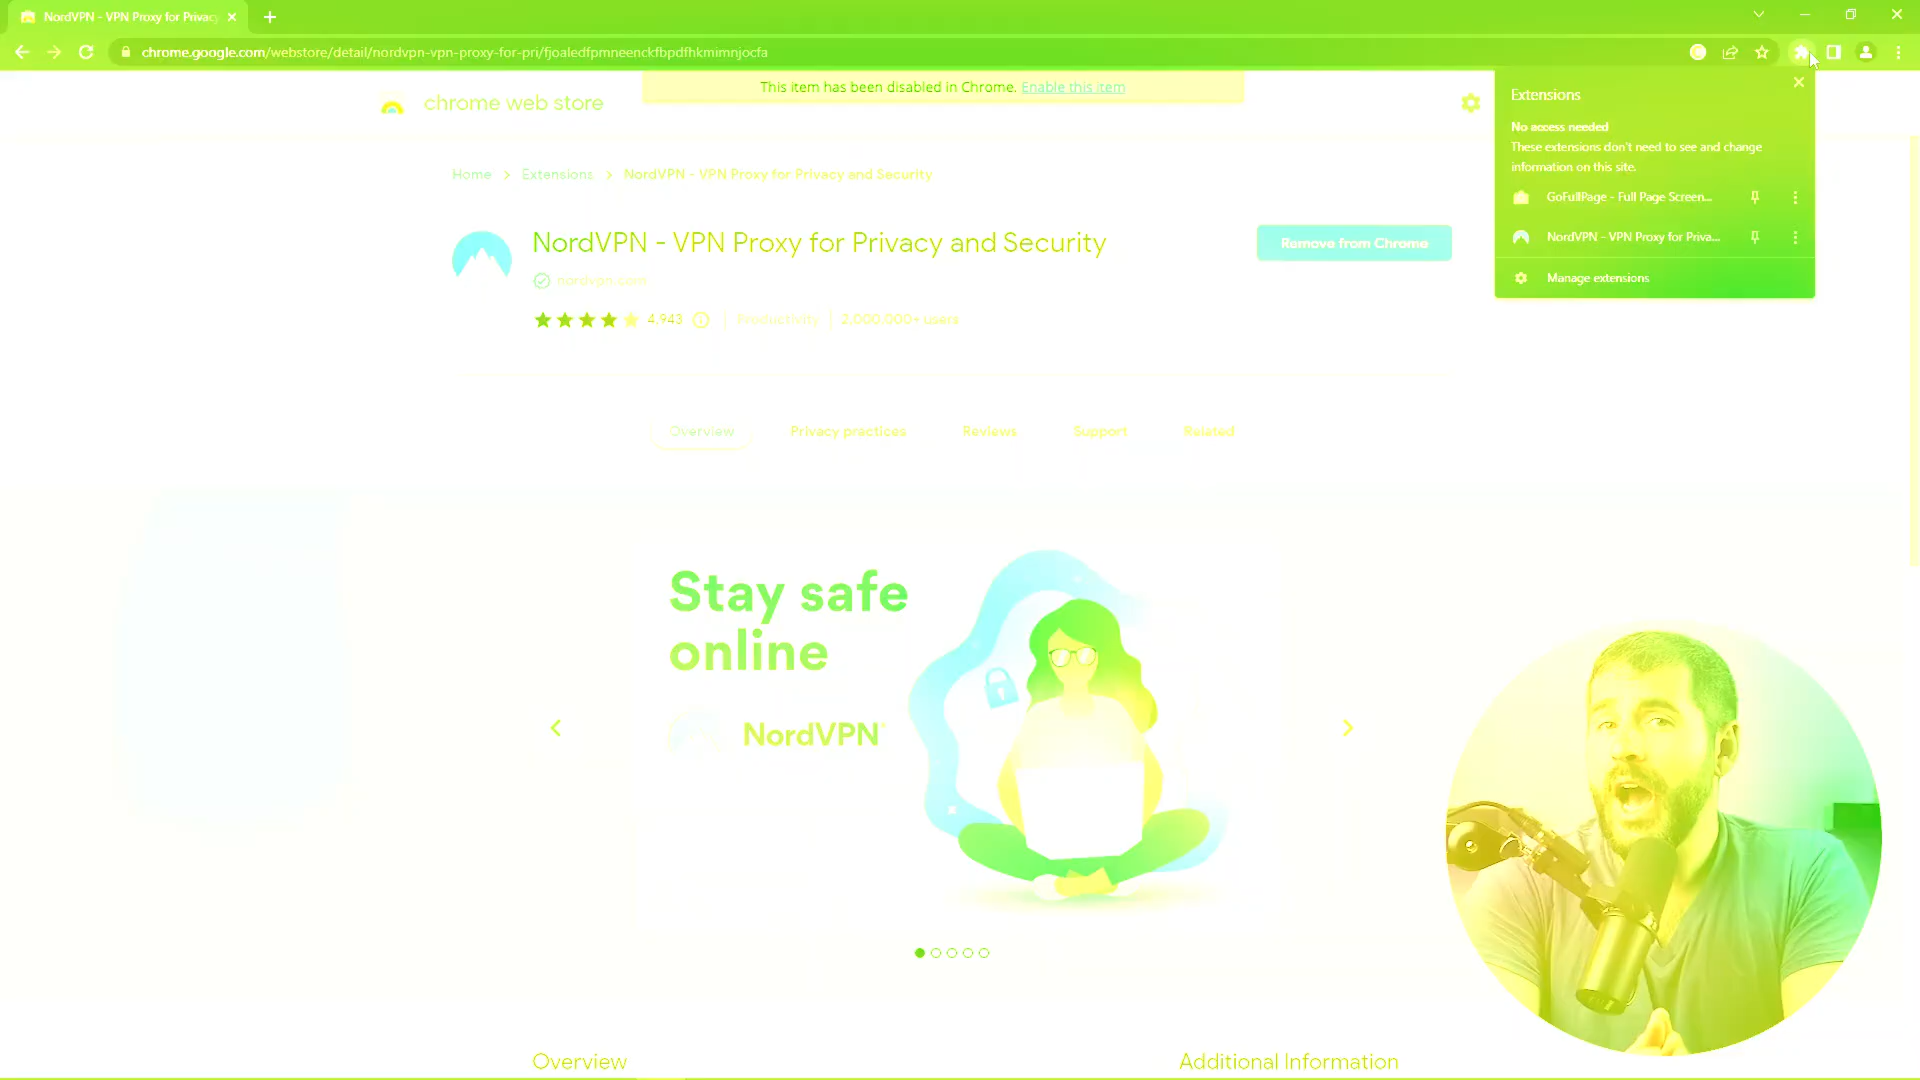 NordVPN - VPN Proxy for Privacy
chrome.google.com/webstore/detail/nordvpn-vpn-proxy-for-pri/fjoaledfpmneenckfbpdfhkmimnjocfa
This item has been disabled in Chrome. Enable this item
chrome web store
Extensions
No access needed
These extensions don't need to see and change
information on this site.
GoFullPage - Full Page Screen...
NordVPN - VPN Proxy for Priva...
Manage extensions
Home > Extensions > NordVPN - VPN Proxy for Privacy and Security
NordVPN - VPN Proxy for Privacy and Security
Remove from Chrome
nordvpn.com
4,943
Productivity
2,000,000+ users
Overview
Privacy practices
Reviews
Support
Related
Stay safe
online
NordVPN®
Overview
Additional Information